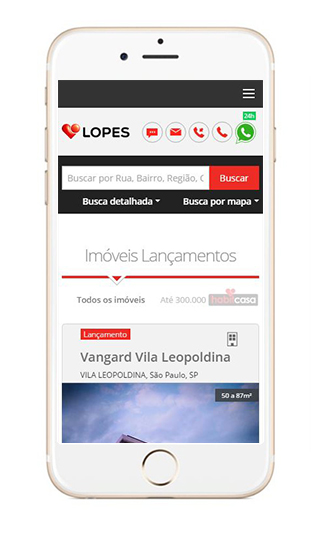 24h
LOPES
Buscar por Rua, Bairro, Região, C
Buscar
Busca detalhada
Busca por mapa
Imóveis Lançamentos
Todos os imóveis
Até 300.000
habitcasa
Lançamento
Vangard Vila Leopoldina
VILA LEOPOLDINA, São Paulo, SP
50 a 87m²